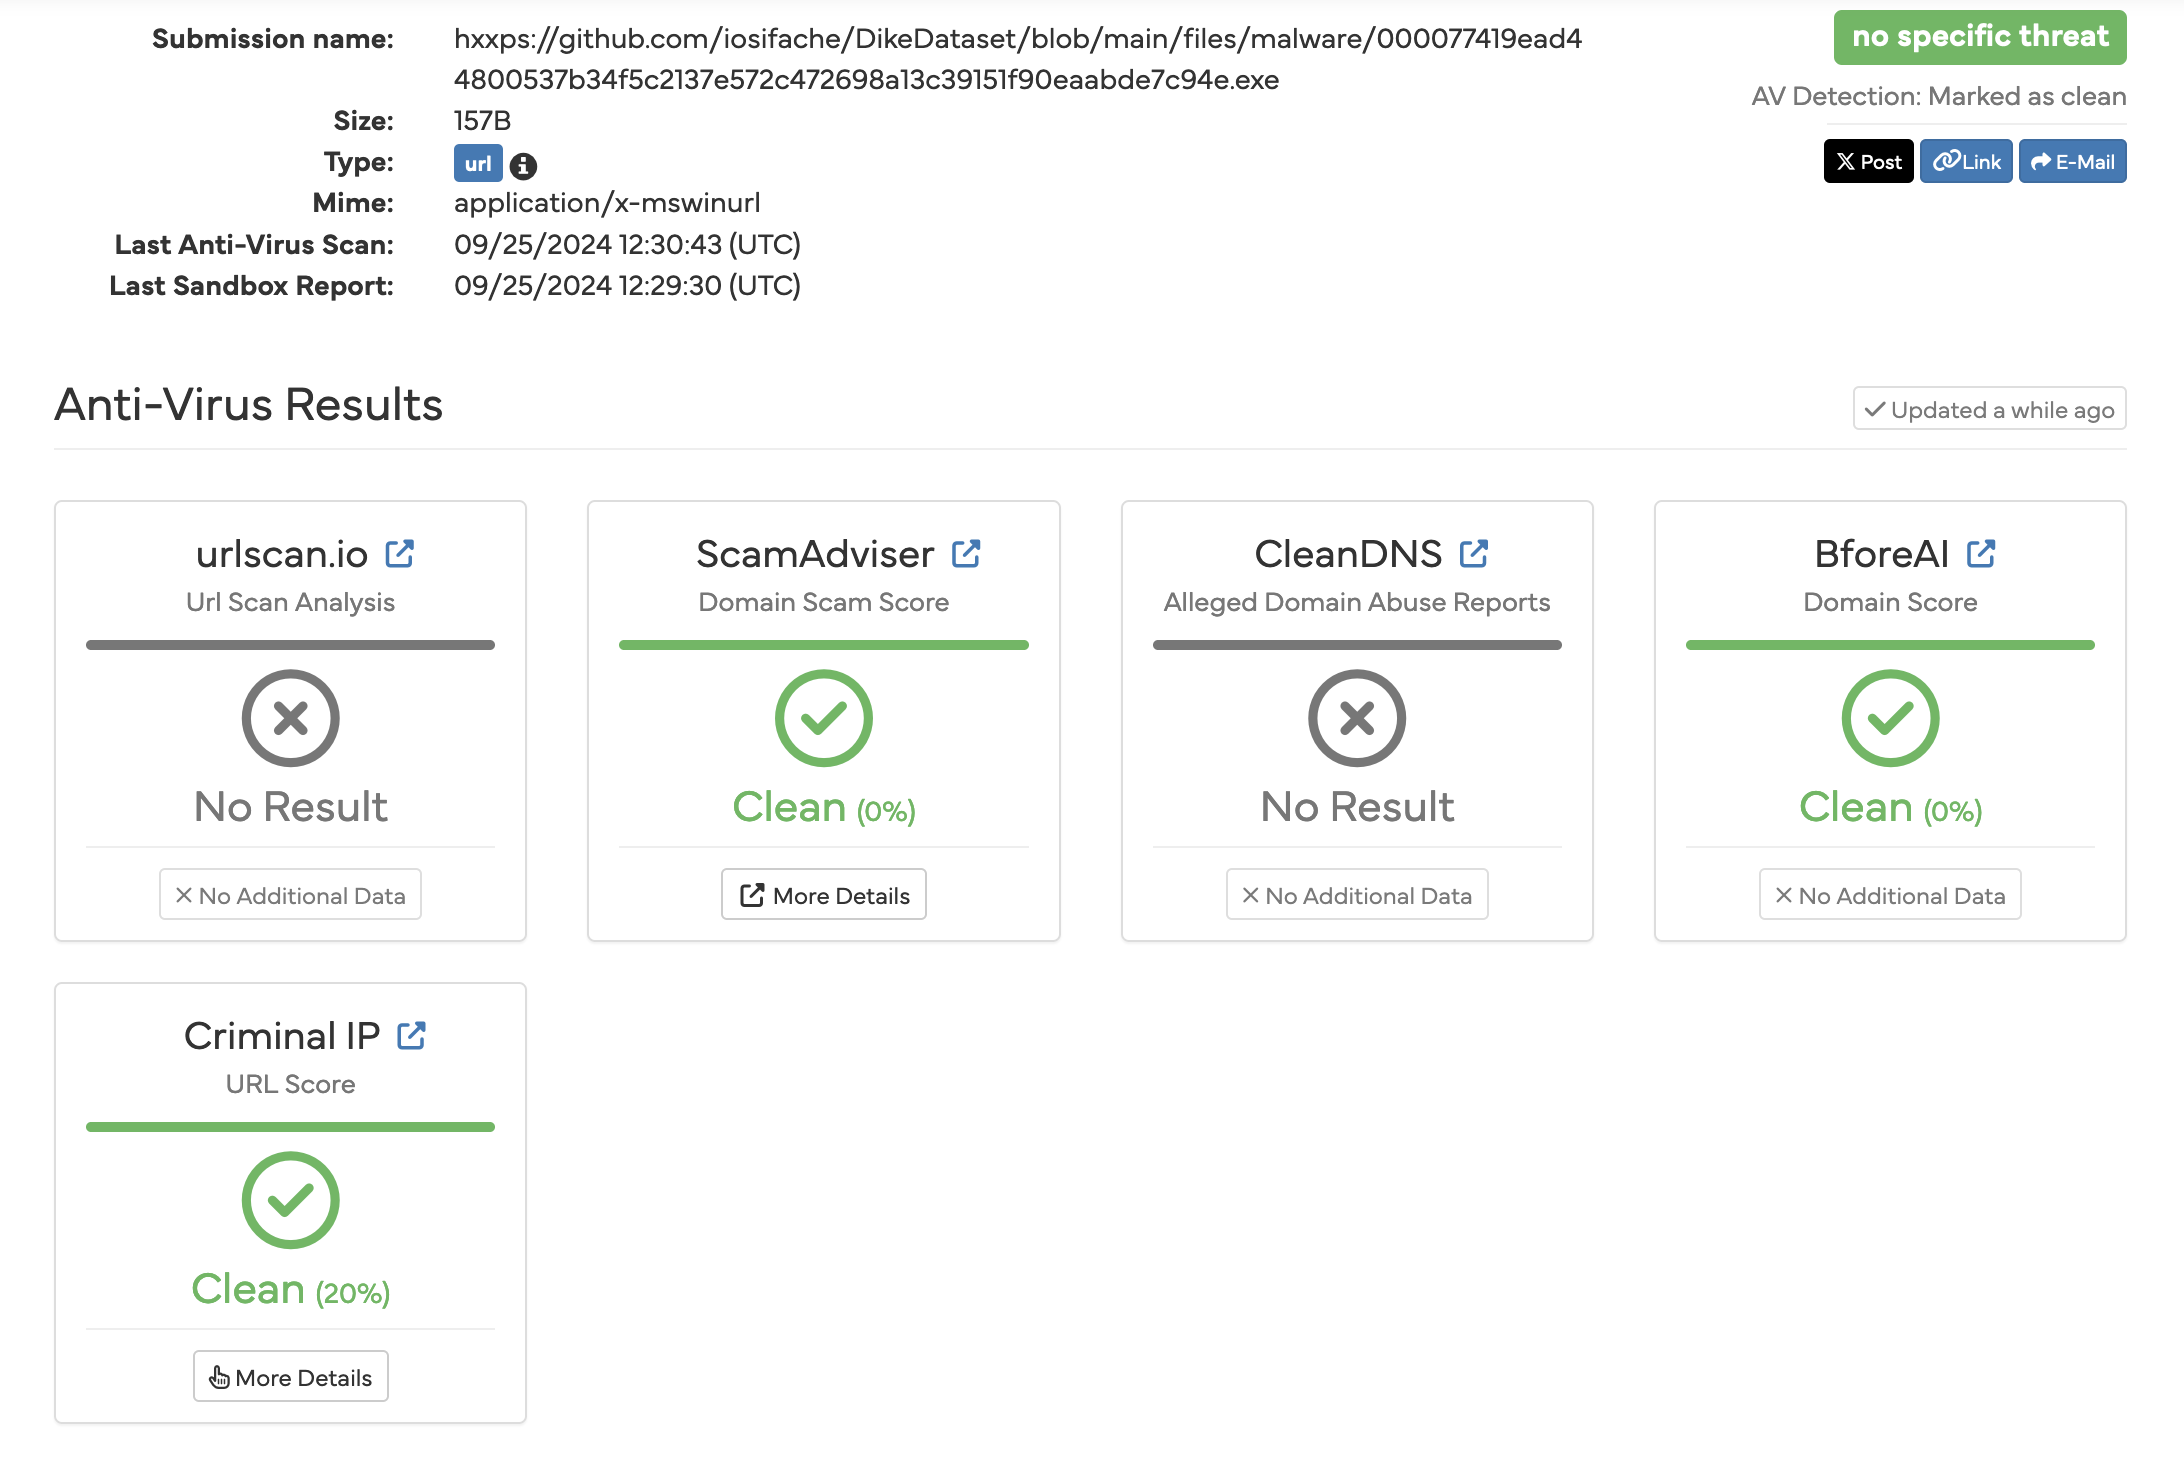 Submission name: hxxps://github.com/iosifache/DikeDataset/blob/main/files/malware/000077419ead4
4800537b34f5c2137e572c472698a13c39151f90eaabde7c94e.exe
Size: 157B
Type: url
Mime: application/x-mswinurl
Last Anti-Virus Scan: 09/25/2024 12:30:43 (UTC)
Last Sandbox Report: 09/25/2024 12:29:30 (UTC)
no specific threat
AV Detection: Marked as clean
Post Link E-Mail
Anti-Virus Results
Updated a while ago
urlscan.io
Url Scan Analysis
No Result
No Additional Data
ScamAdviser
Domain Scam Score
Clean (0%)
More Details
CleanDNS
Alleged Domain Abuse Reports
No Result
No Additional Data
BforeAI
Domain Score
Clean (0%)
No Additional Data
Criminal IP
URL Score
Clean (20%)
More Details